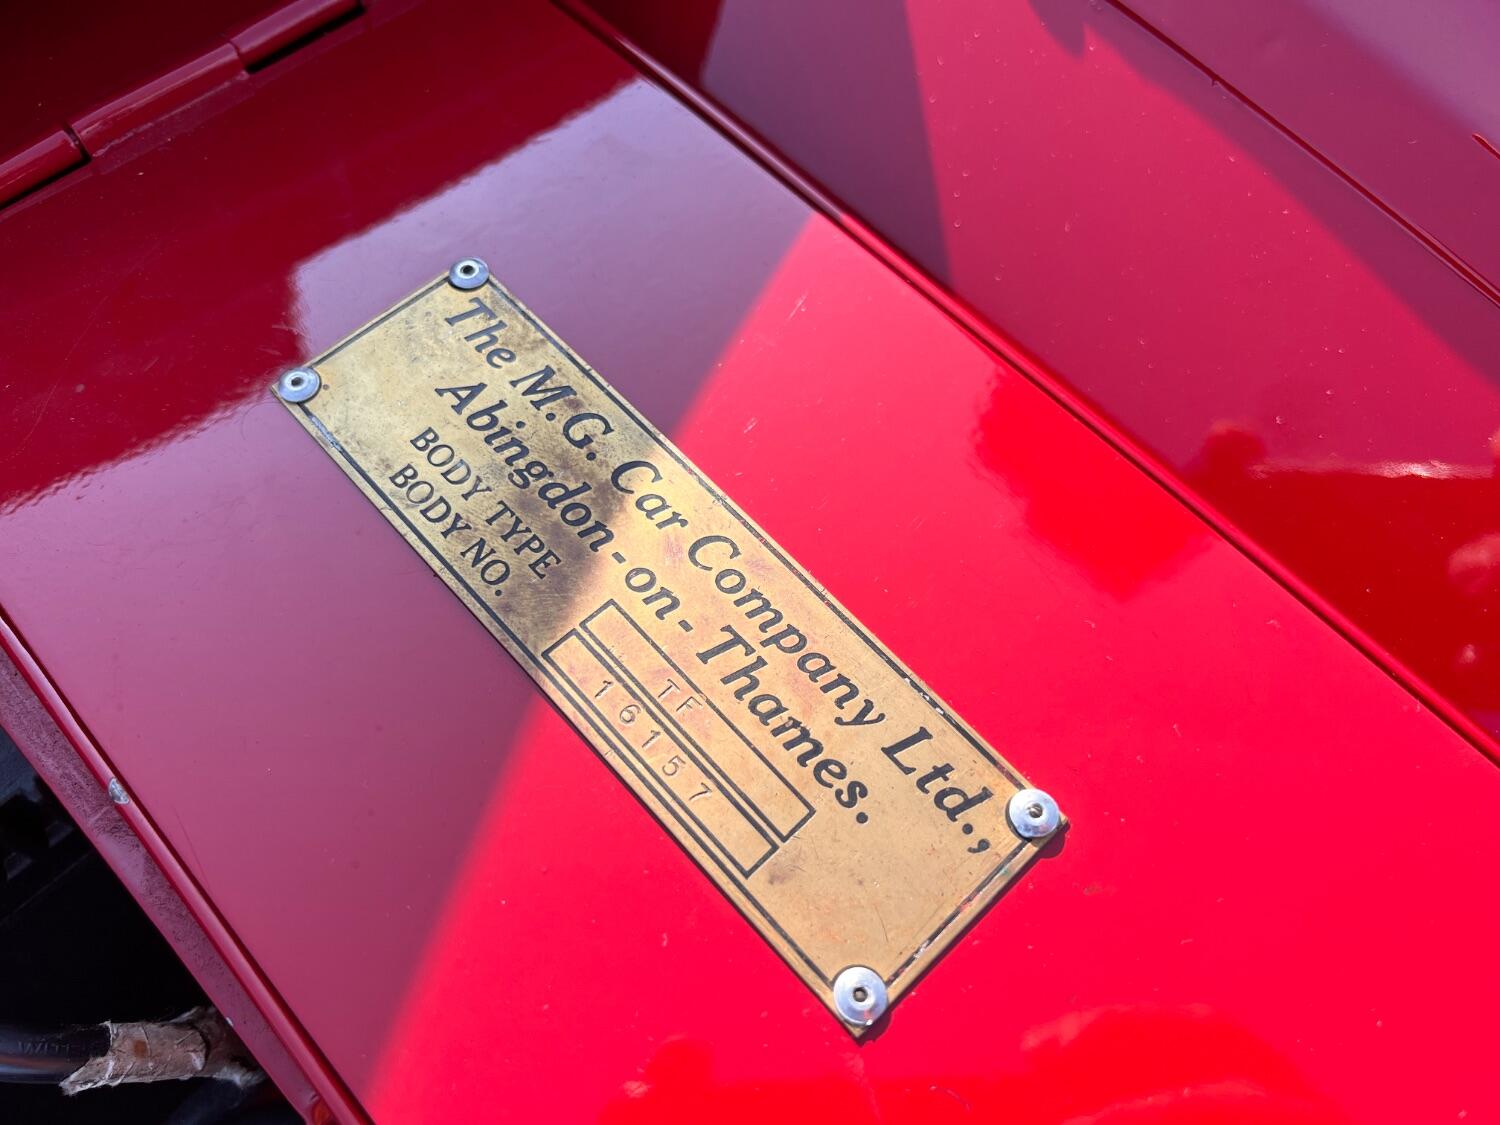 The M.G. Car Company Ltd.,
Abingdon-on-Thames.
BODY TYPE TF
BODY NO. 16157